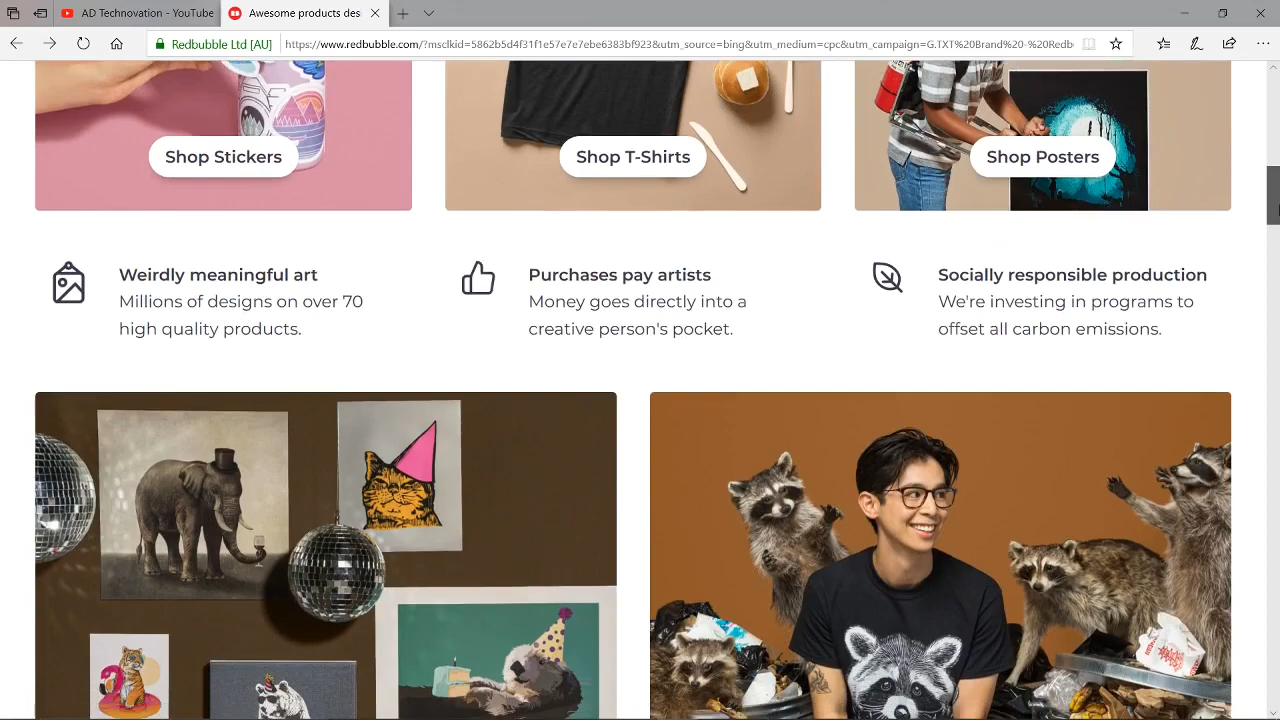 AD Technovation - YouTube
Awesome products des
Redbubble Ltd [AU]
https://www.redbubble.com/?msclkid=5862b5d4f31f1e57e7e7ebe6383bf923&utm_source=bing&utm_medium=cpc&utm_campaign=G.TXT%20Brand%20-%20Redb
Shop Stickers
Shop T-Shirts
Shop Posters
Weirdly meaningful art
Millions of designs on over 70
high quality products.
Purchases pay artists
Money goes directly into a
creative person's pocket.
Socially responsible production
We're investing in programs to
offset all carbon emissions.